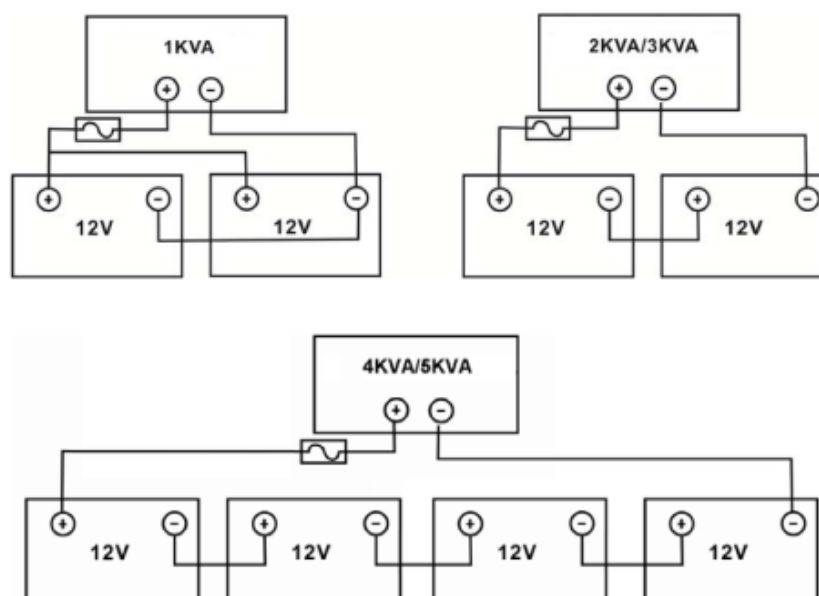 1KVA
2KVA/3KVA
+ −
+ −
+ − + −
+ − + −
12V 12V
12V 12V
4KVA/5KVA
+ −
+ − + − + − + −
12V 12V 12V 12V